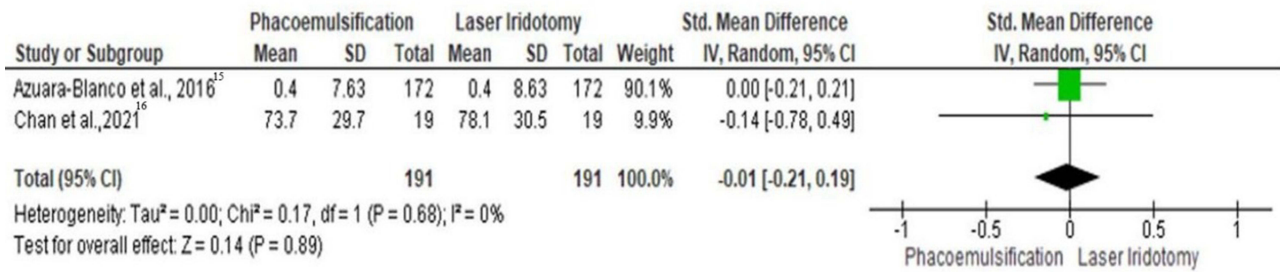 Phacoemulsification Laser Iridotomy Std. Mean Difference Std. Mean Difference
Study or Subgroup Mean SD Total Mean SD Total Weight IV, Random, 95% CI IV, Random, 95% CI
Azuara-Blanco et al., 2016¹⁵ 0.4 7.63 172 0.4 8.63 172 90.1% 0.00 [-0.21, 0.21]
Chan et al.,2021¹⁶ 73.7 29.7 19 78.1 30.5 19 9.9% -0.14 [-0.78, 0.49]
Total (95% CI) 191 191 100.0% -0.01 [-0.21, 0.19]
Heterogeneity: Tau² = 0.00; Chi² = 0.17, df = 1 (P = 0.68); I² = 0%
Test for overall effect: Z = 0.14 (P = 0.89)
-1 -0.5 0 0.5 1
Phacoemulsification Laser Iridotomy